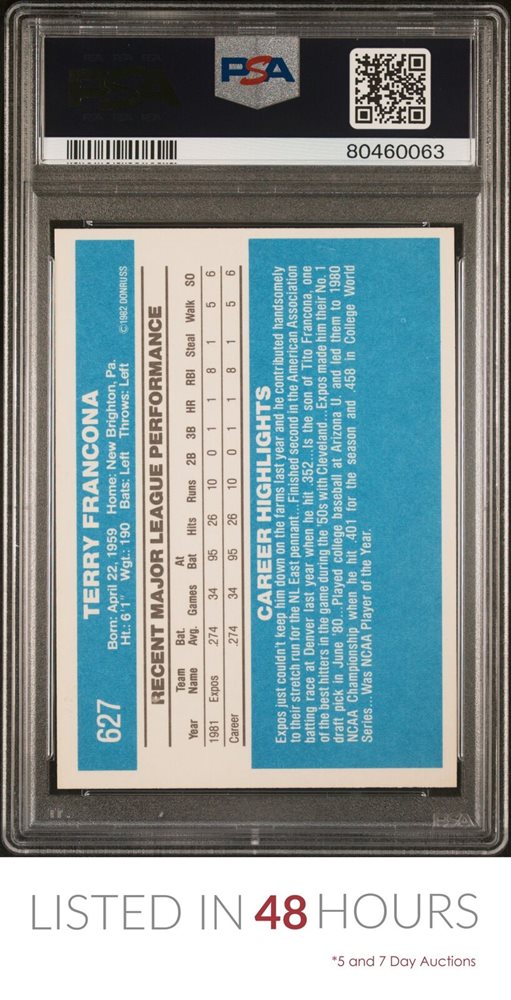 PSA
80460063
627
TERRY FRANCONA
Born: April 22, 1959 Home: New Brighton, Pa.
Ht.: 6'1" Wgt.: 190 Bats: Left Throws: Left ©1982 DONRUSS
RECENT MAJOR LEAGUE PERFORMANCE
Year Team Name Bat. Avg. Games At Bat Hits Runs 2B 3B HR RBI Steal Walk SO
1981 Expos .274 34 95 26 10 0 1 1 8 1 5 6
Career .274 34 95 26 10 0 1 1 8 1 5 6
CAREER HIGHLIGHTS
Expos just couldn't keep him down on the farms last year and he contributed handsomely
to their stretch run for the NL East pennant...Finished second in the American Association
batting race at Denver last year when he hit .352...Is the son of Tito Francona, one
of the best hitters in the game during the '50s with Cleveland...Expos made him their No. 1
draft pick in June '80...Played college baseball at Arizona U. and led them to 1980
NCAA Championship when he hit .401 for the season and .458 in College World
Series...Was NCAA Player of the Year.
PSA
LISTED IN 48 HOURS
*5 and 7 Day Auctions